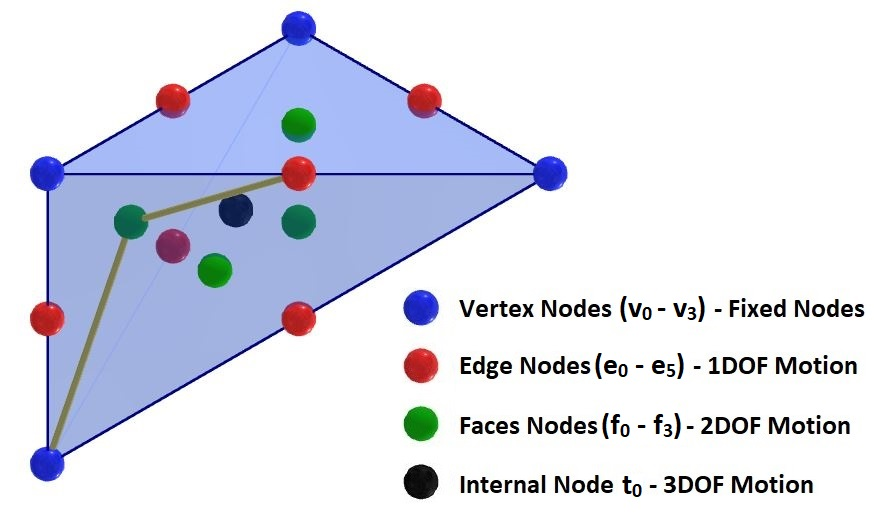 Vertex Nodes (v₀ - v₃) - Fixed Nodes
Edge Nodes (e₀ - e₅) - 1DOF Motion
Faces Nodes (f₀ - f₃) - 2DOF Motion
Internal Node t₀ - 3DOF Motion